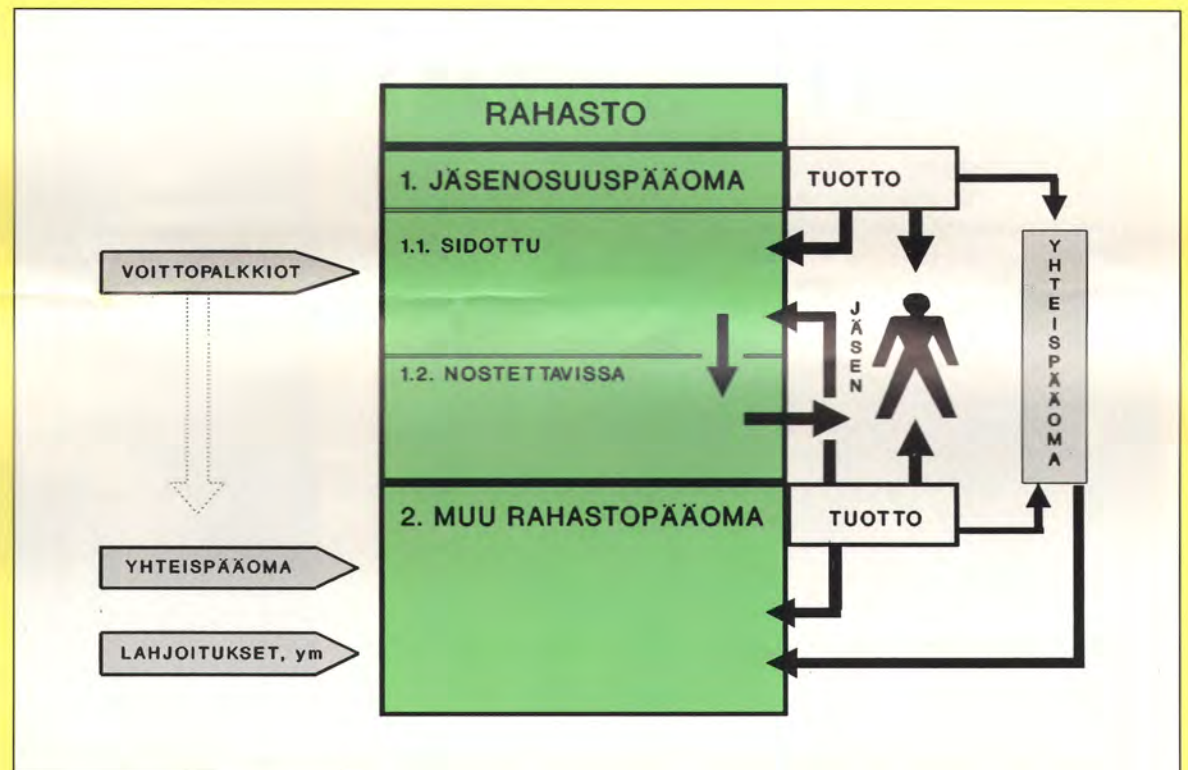 RAHASTO
1. JÄSENOSUUSPÄÄOMA
TUOTTO
1.1. SIDOTTU
VOITTOPALKKIOT
JÄSEN
YHTEISPÄÄOMA
1.2. NOSTETTAVISSA
2. MUU RAHASTOPÄÄOMA
TUOTTO
YHTEISPÄÄOMA
LAHJOITUKSET, ym